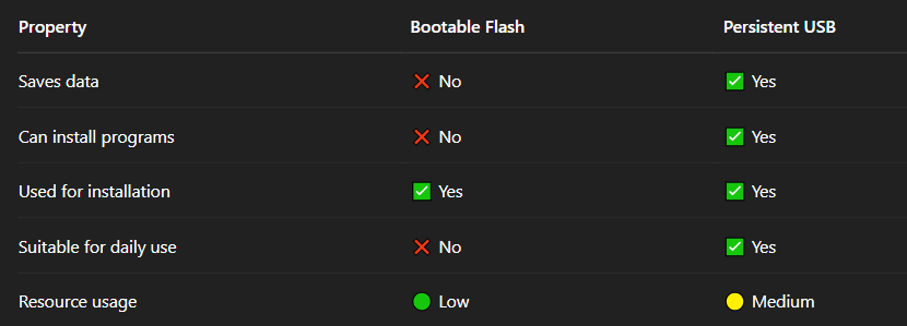 Property Bootable Flash Persistent USB
Saves data ❌ No ✅ Yes
Can install programs ❌ No ✅ Yes
Used for installation ✅ Yes ✅ Yes
Suitable for daily use ❌ No ✅ Yes
Resource usage 🟢 Low 🟡 Medium